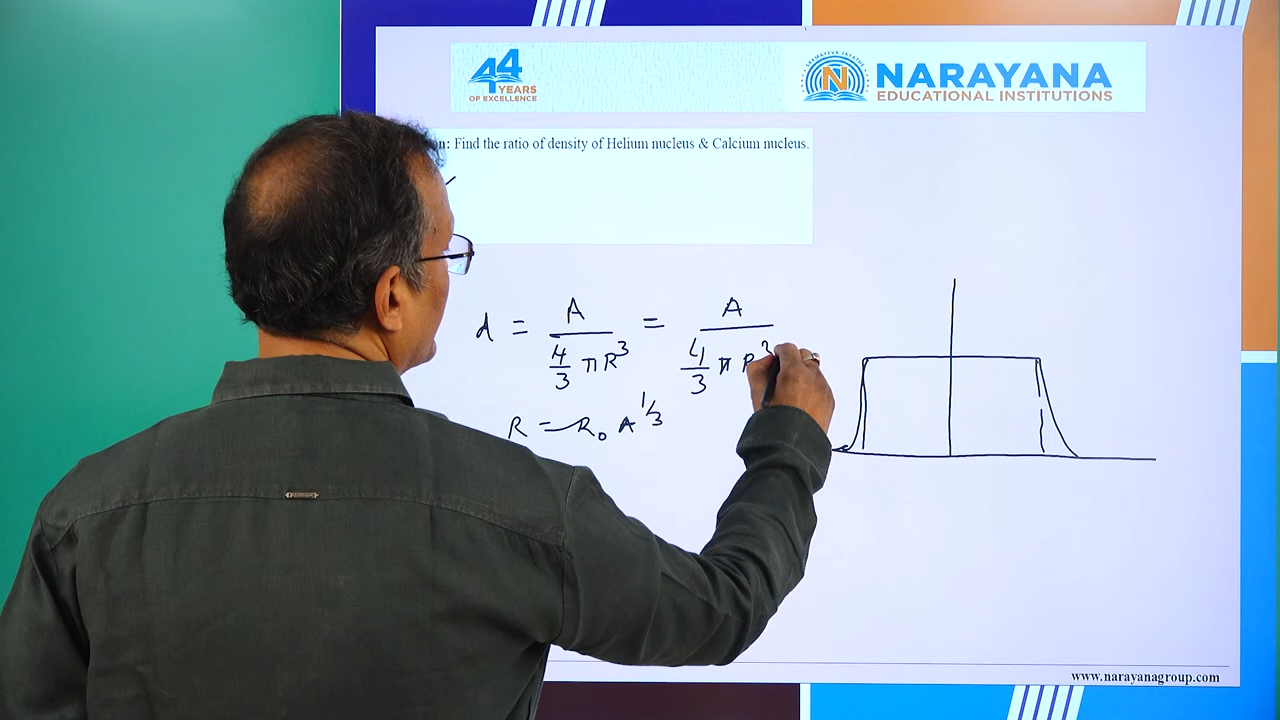 44 YEARS
OF EXCELLENCE
NARAYANA
EDUCATIONAL INSTITUTIONS
n: Find the ratio of density of Helium nucleus & Calcium nucleus.
d = A / (4/3 πR³) = A / (4/3 π R
R = R₀ A^1/3
www.narayanagroup.com